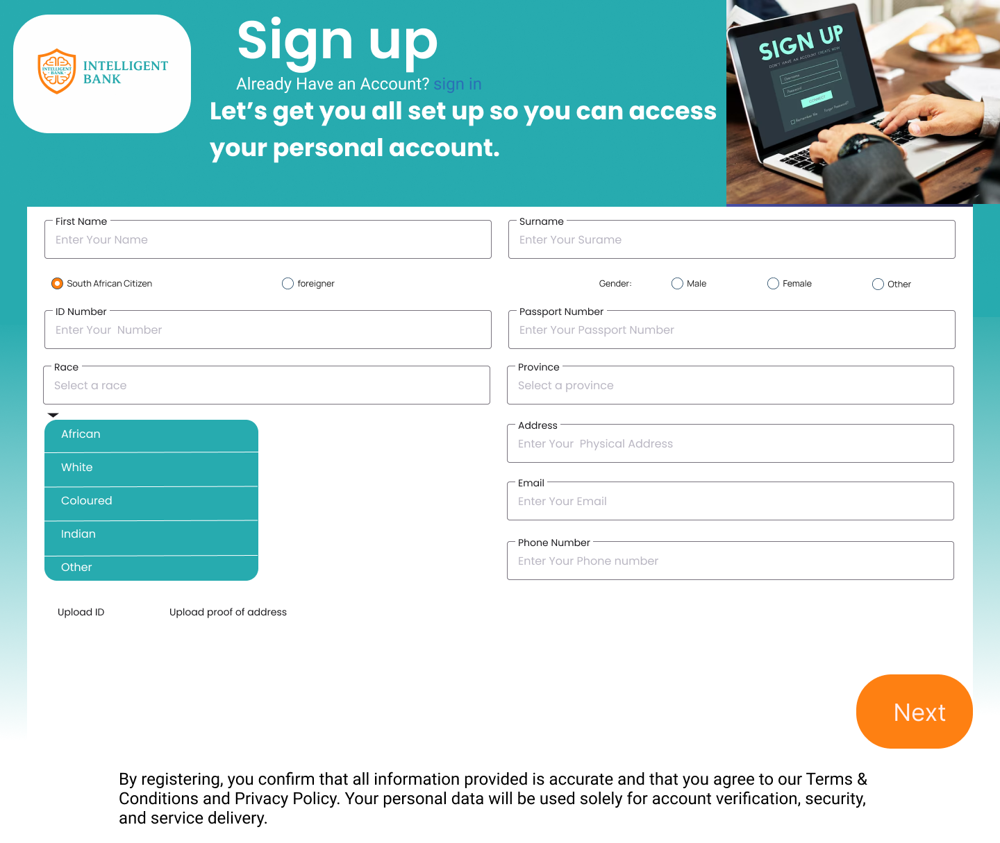 INTELLIGENT
BANK
INTELLIGENT
BANK
Sign up
Already Have an Account? sign in
Let's get you all set up so you can access
your personal account.
SIGN UP
DON'T HAVE AN ACCOUNT CREATE NOW
Username
Password
CONNECT
Remember Me Forgot Password?
First Name
Enter Your Name
Surname
Enter Your Surame
South African Citizen
foreigner
Gender:
Male
Female
Other
ID Number
Enter Your  Number
Passport Number
Enter Your Passport Number
Race
Select a race
Province
Select a province
African
White
Coloured
Indian
Other
Address
Enter Your  Physical Address
Email
Enter Your Email
Phone Number
Enter Your Phone number
Upload ID
Upload proof of address
Next
By registering, you confirm that all information provided is accurate and that you agree to our Terms &
Conditions and Privacy Policy. Your personal data will be used solely for account verification, security,
and service delivery.